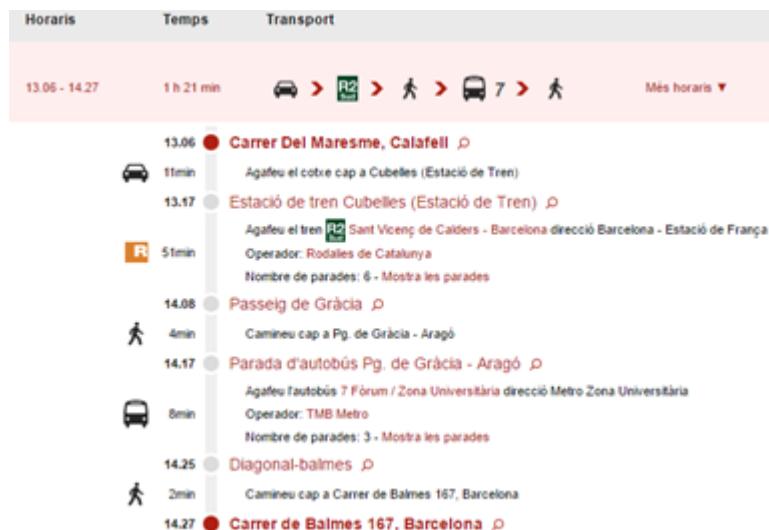 Horaris Temps Transport
13.06 - 14.27 1 h 21 min R2 Sud 7 Més horaris ▼
13.06 Carrer Del Maresme, Calafell
11min Agafeu el cotxe cap a Cubelles (Estació de Tren)
13.17 Estació de tren Cubelles (Estació de Tren)
Agafeu el tren R2 Sud Sant Vicenç de Calders - Barcelona direcció Barcelona - Estació de França
R 51min Operador: Rodalies de Catalunya
Nombre de parades: 6 - Mostra les parades
14.08 Passeig de Gràcia
4min Camineu cap a Pg. de Gràcia - Aragó
14.17 Parada d'autobús Pg. de Gràcia - Aragó
Agafeu l'autobús 7 Fòrum / Zona Universitària direcció Metro Zona Universitària
8min Operador: TMB Metro
Nombre de parades: 3 - Mostra les parades
14.25 Diagonal-balmes
2min Camineu cap a Carrer de Balmes 167, Barcelona
14.27 Carrer de Balmes 167, Barcelona